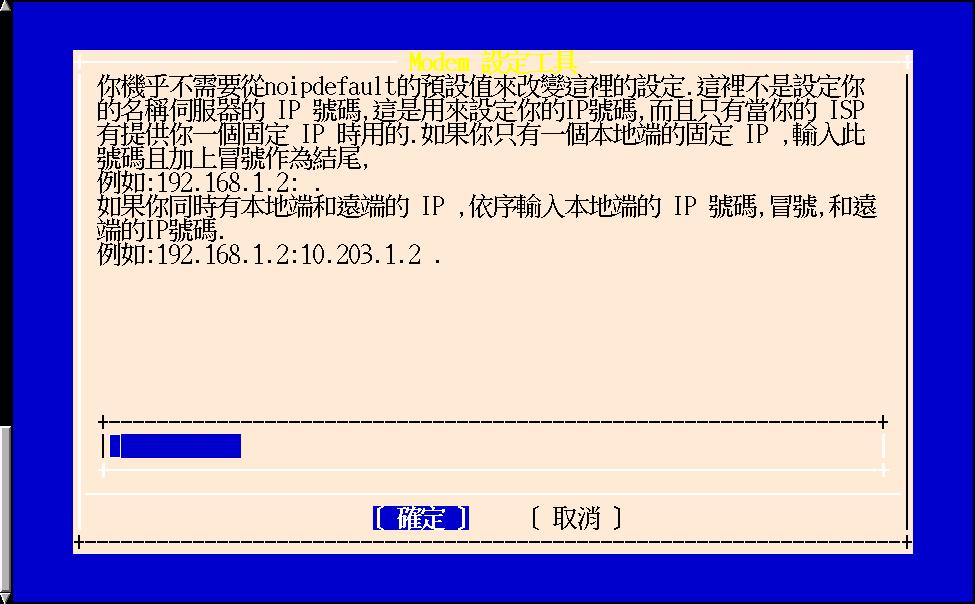 Modem 設定工具
你機乎不需要從noipdefault的預設值來改變這裡的設定.這裡不是設定你
的名稱伺服器的 IP 號碼,這是用來設定你的IP號碼,而且只有當你的 ISP
有提供你一個固定 IP 時用的.如果你只有一個本地端的固定 IP ,輸入此
號碼且加上冒號作為結尾,
例如:192.168.1.2: .
如果你同時有本地端和遠端的 IP ,依序輸入本地端的 IP 號碼,冒號,和遠
端的IP號碼.
例如:192.168.1.2:10.203.1.2 .
[ 確定 ] [ 取消 ]